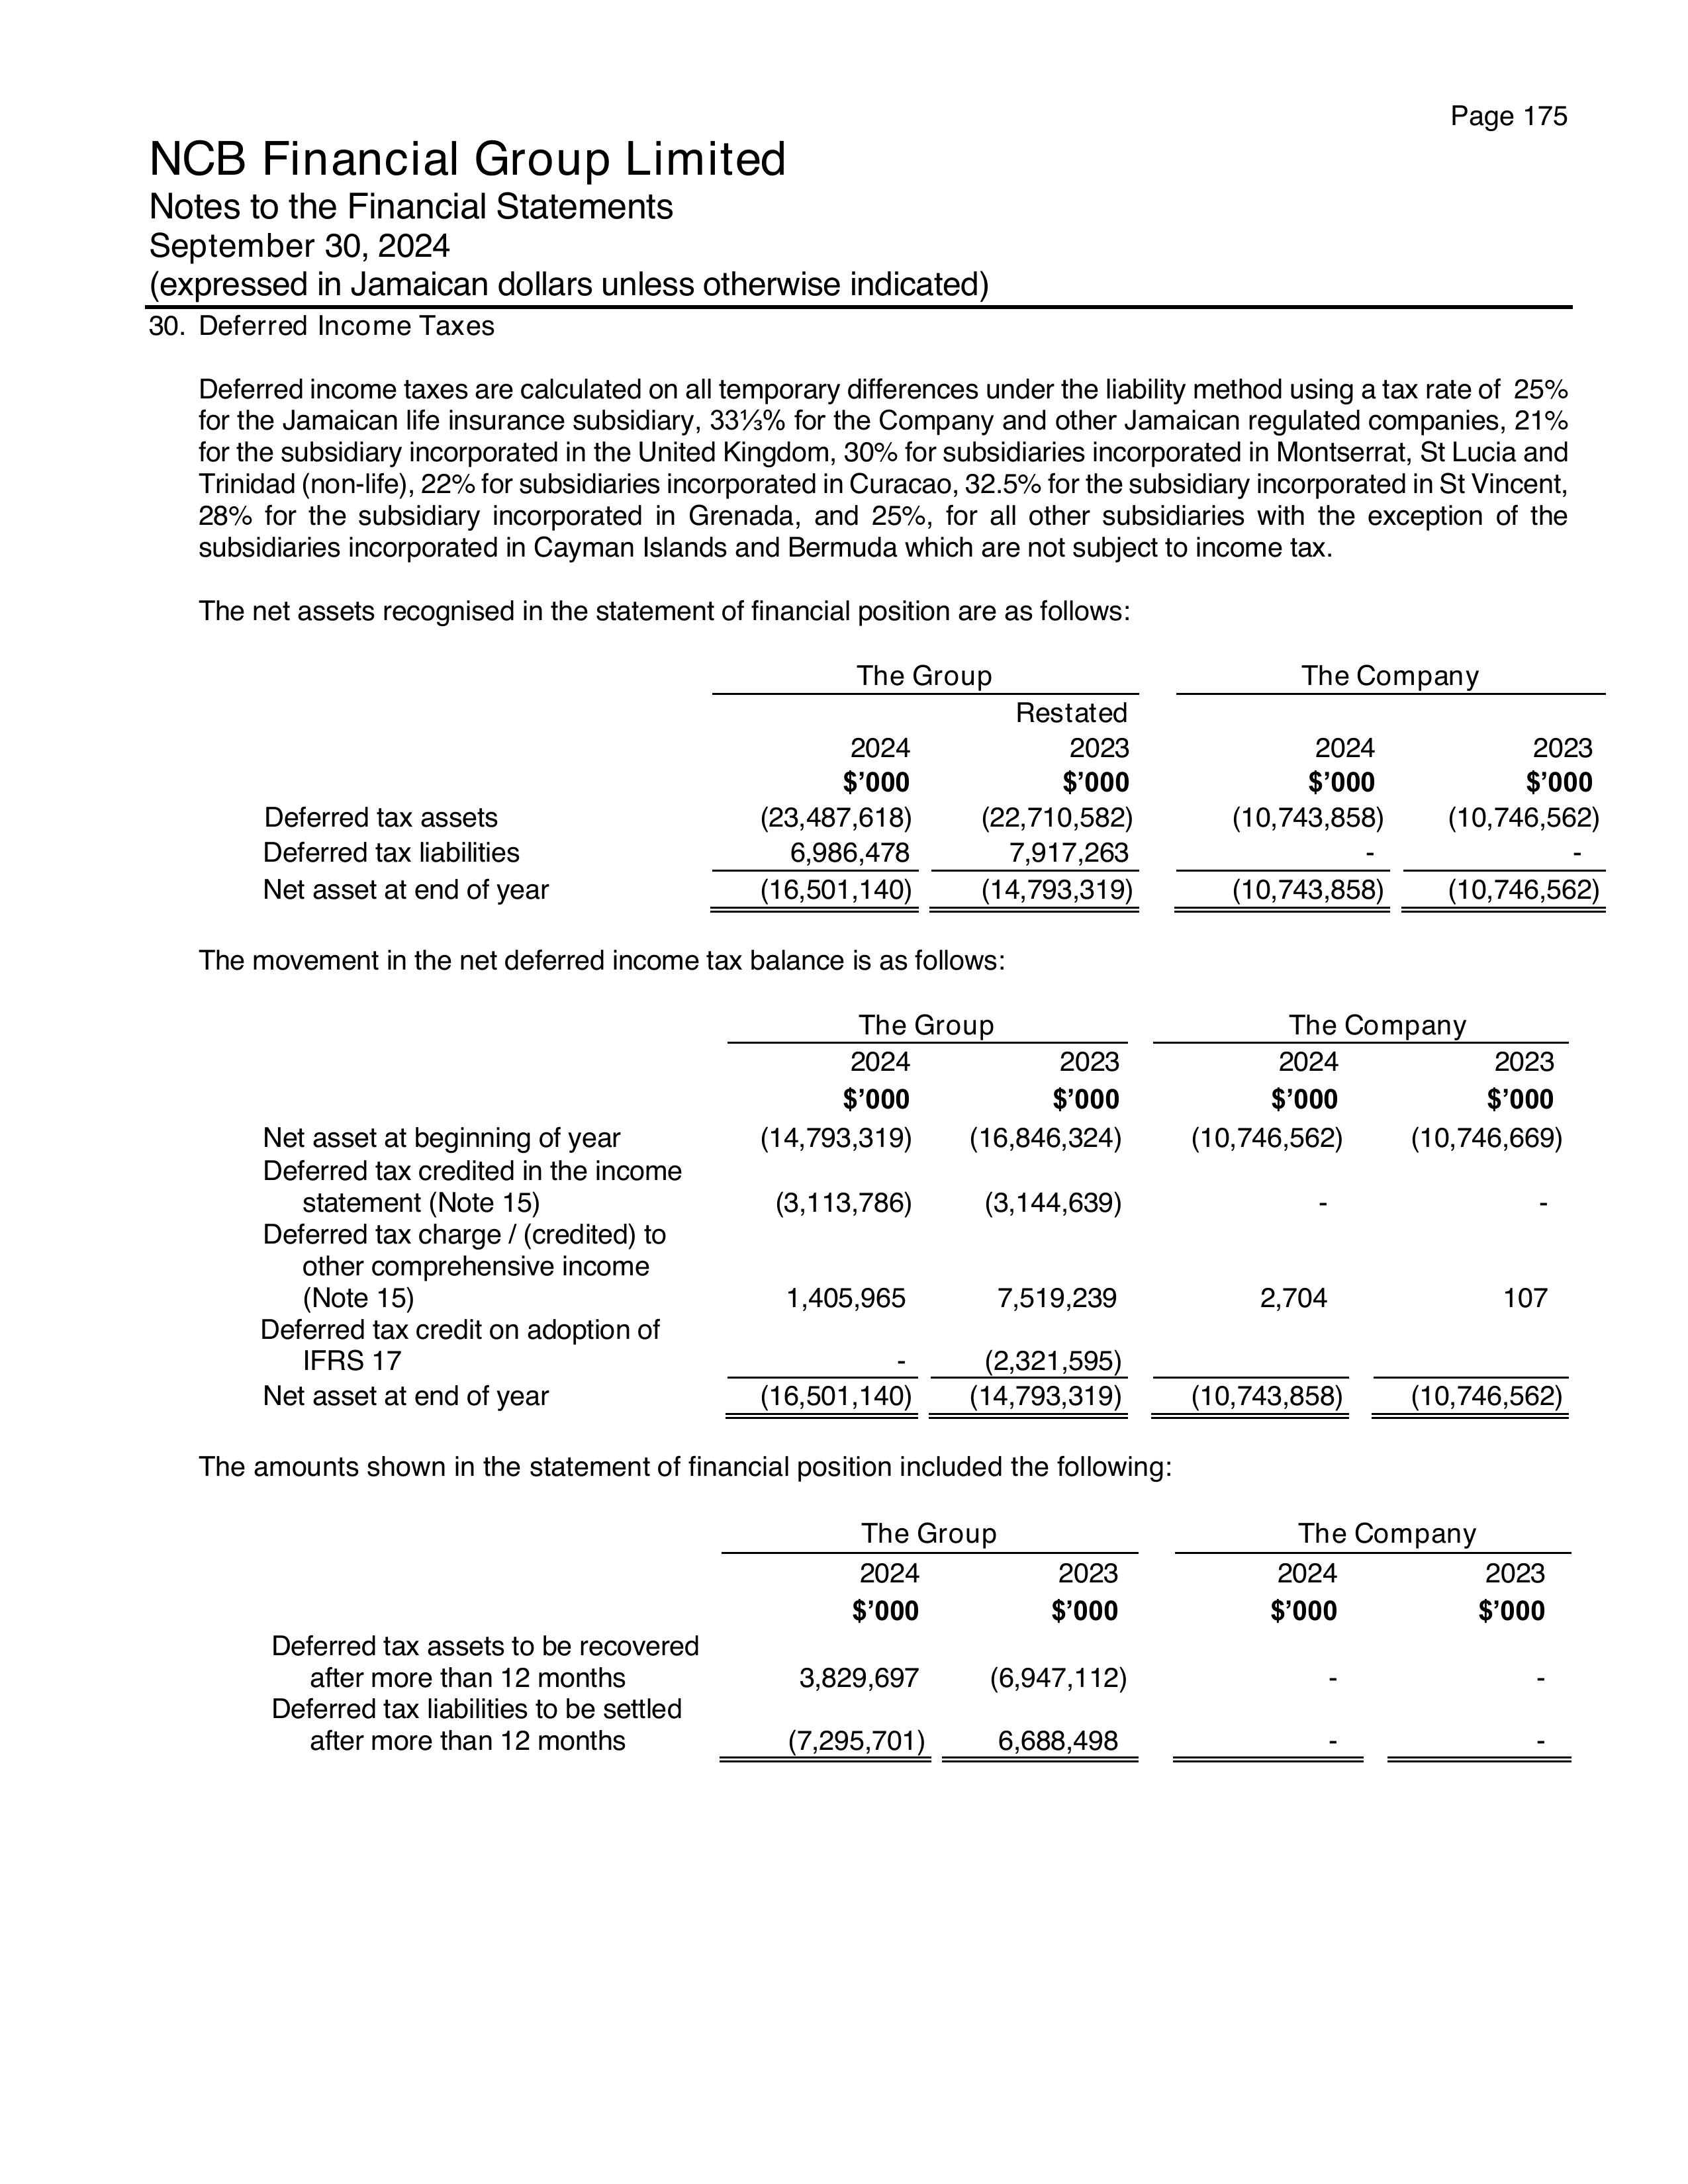 Page 175
NCB Financial Group Limited
Notes to the Financial Statements
September 30, 2024
(expressed in Jamaican dollars unless otherwise indicated)
30. Deferred Income Taxes
Deferred income taxes are calculated on all temporary differences under the liability method using a tax rate of 25%
for the Jamaican life insurance subsidiary, 33⅓% for the Company and other Jamaican regulated companies, 21%
for the subsidiary incorporated in the United Kingdom, 30% for subsidiaries incorporated in Montserrat, St Lucia and
Trinidad (non-life), 22% for subsidiaries incorporated in Curacao, 32.5% for the subsidiary incorporated in St Vincent,
28% for the subsidiary incorporated in Grenada, and 25%, for all other subsidiaries with the exception of the
subsidiaries incorporated in Cayman Islands and Bermuda which are not subject to income tax.
The net assets recognised in the statement of financial position are as follows:
The Group The Company
Restated
2024 2023 2024 2023
$’000 $’000 $’000 $’000
Deferred tax assets (23,487,618) (22,710,582) (10,743,858) (10,746,562)
Deferred tax liabilities 6,986,478 7,917,263 - -
Net asset at end of year (16,501,140) (14,793,319) (10,743,858) (10,746,562)
The movement in the net deferred income tax balance is as follows:
The Group The Company
2024 2023 2024 2023
$’000 $’000 $’000 $’000
Net asset at beginning of year (14,793,319) (16,846,324) (10,746,562) (10,746,669)
Deferred tax credited in the income
statement (Note 15) (3,113,786) (3,144,639) - -
Deferred tax charge / (credited) to
other comprehensive income
(Note 15) 1,405,965 7,519,239 2,704 107
Deferred tax credit on adoption of
IFRS 17 - (2,321,595)
Net asset at end of year (16,501,140) (14,793,319) (10,743,858) (10,746,562)
The amounts shown in the statement of financial position included the following:
The Group The Company
2024 2023 2024 2023
$’000 $’000 $’000 $’000
Deferred tax assets to be recovered
after more than 12 months 3,829,697 (6,947,112) - -
Deferred tax liabilities to be settled
after more than 12 months (7,295,701) 6,688,498 - -